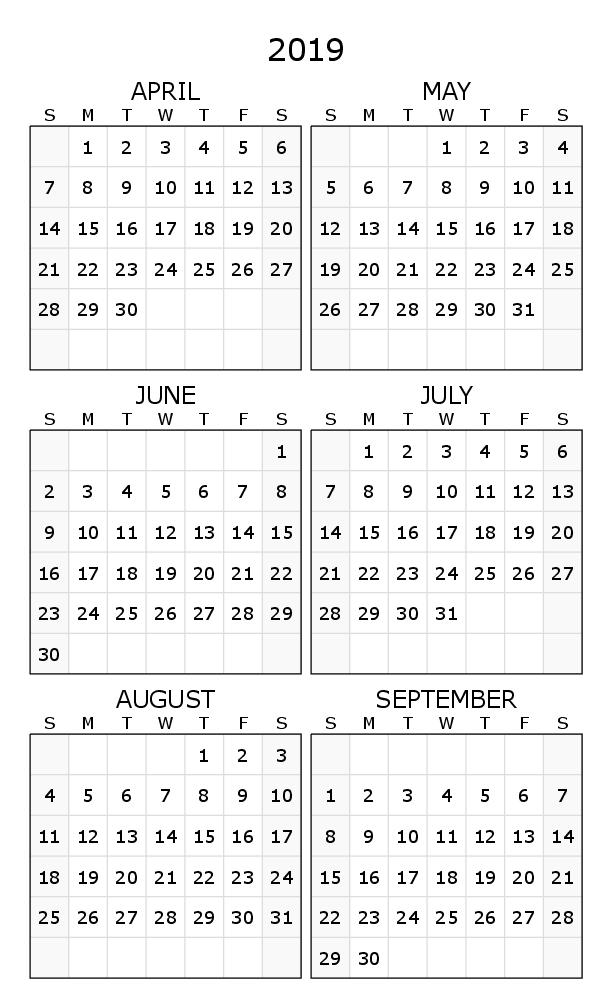 2019
APRIL
S M T W T F S
1 2 3 4 5 6
7 8 9 10 11 12 13
14 15 16 17 18 19 20
21 22 23 24 25 26 27
28 29 30
MAY
S M T W T F S
1 2 3 4
5 6 7 8 9 10 11
12 13 14 15 16 17 18
19 20 21 22 23 24 25
26 27 28 29 30 31
JUNE
S M T W T F S
1
2 3 4 5 6 7 8
9 10 11 12 13 14 15
16 17 18 19 20 21 22
23 24 25 26 27 28 29
30
JULY
S M T W T F S
1 2 3 4 5 6
7 8 9 10 11 12 13
14 15 16 17 18 19 20
21 22 23 24 25 26 27
28 29 30 31
AUGUST
S M T W T F S
1 2 3
4 5 6 7 8 9 10
11 12 13 14 15 16 17
18 19 20 21 22 23 24
25 26 27 28 29 30 31
SEPTEMBER
S M T W T F S
1 2 3 4 5 6 7
8 9 10 11 12 13 14
15 16 17 18 19 20 21
22 23 24 25 26 27 28
29 30